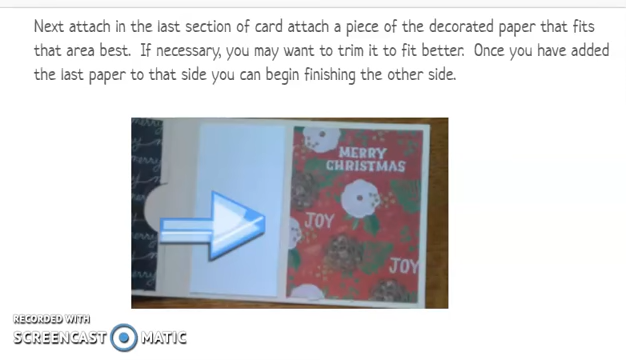 Next attach in the last section of card attach a piece of the decorated paper that fits
that area best. If necessary, you may want to trim it to fit better. Once you have added
the last paper to that side you can begin finishing the other side.
MERRY
CHRISTMAS
JOY
JOY
RECORDED WITH
SCREENCAST MATIC